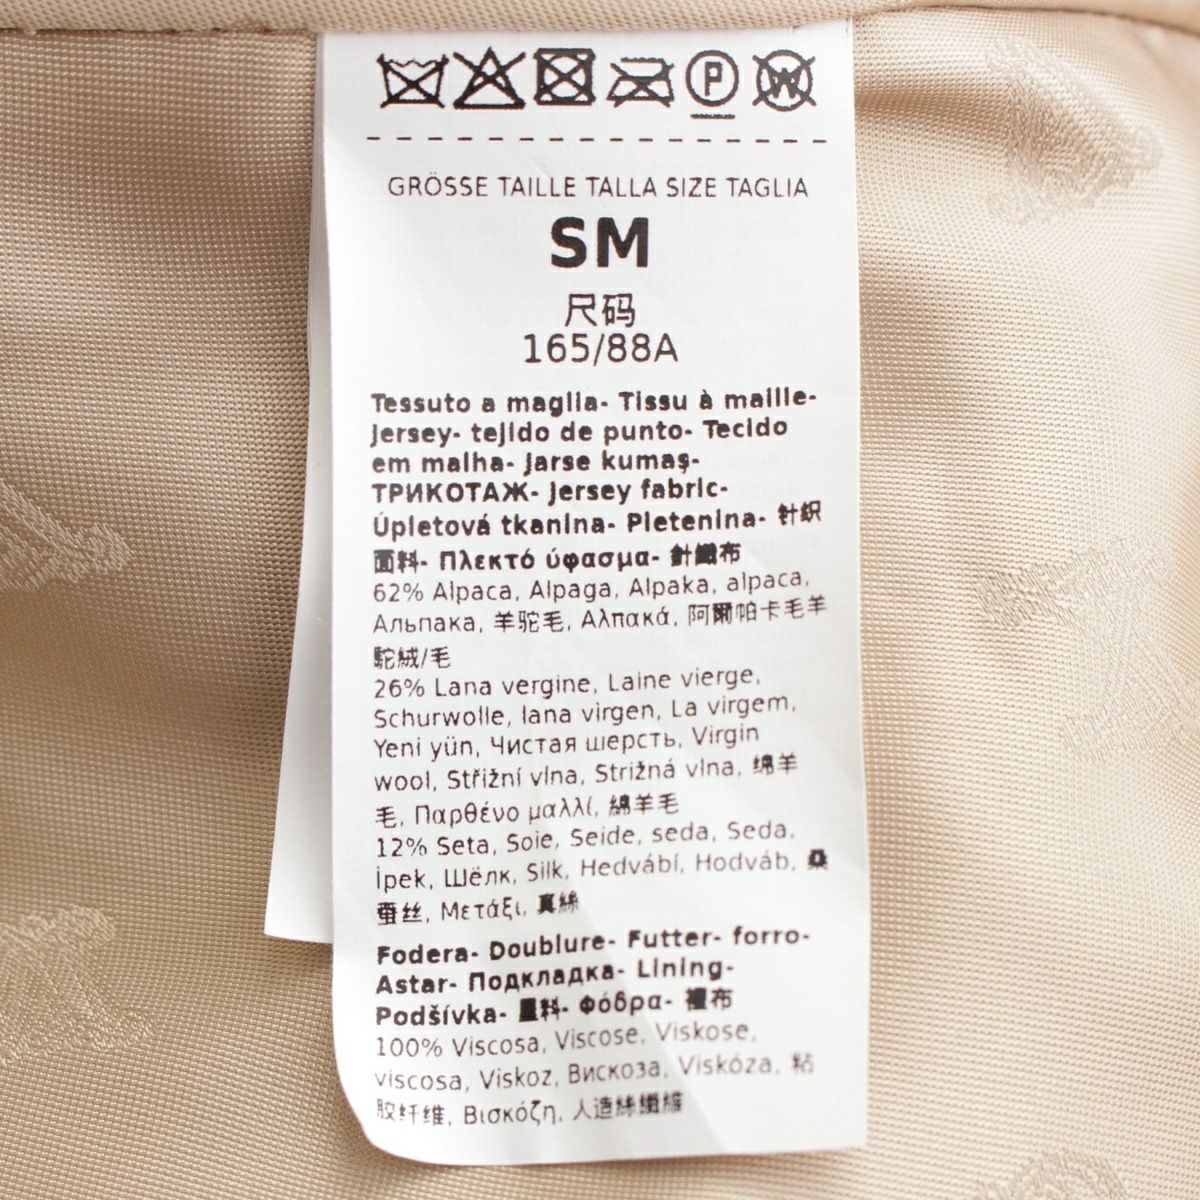 P W
GRÖSSE TAILLE TALLA SIZE TAGLIA
SM
尺码
165/88A
Tessuto a maglia- Tissu à maille-
Jersey- tejido de punto- Tecido
em malha- Jarse kumaş-
ТРИКОТАЖ- Jersey fabric-
Úpletová tkanina- Pletenina- 针织
面料- Πλεκτό ύφασμα- 針織布
62% Alpaca, Alpaga, Alpaka, alpaca,
Альпака, 羊驼毛, Αλπακά, 阿爾帕卡毛羊
駝絨/毛
26% Lana vergine, Laine vierge,
Schurwolle, lana virgen, La virgem,
Yeni yün, Чистая шерсть, Virgin
wool, Střižní vlna, Strižná vlna, 绵羊
毛, Παρθένο μαλλί, 綿羊毛
12% Seta, Soie, Seide, seda, Seda,
İpek, Шёлк, Silk, Hedvábí, Hodváb, 桑
蚕丝, Μετάξι, 真絲
Fodera- Doublure- Futter- forro-
Astar- Подкладка- Lining-
Podšívka- 里料- Φόδρα- 裡布
100% Viscosa, Viscose, Viskose,
viscosa, Viskoz, Вискоза, Viskóza, 粘
胶纤维, Βισκόζη, 人造絲纖維